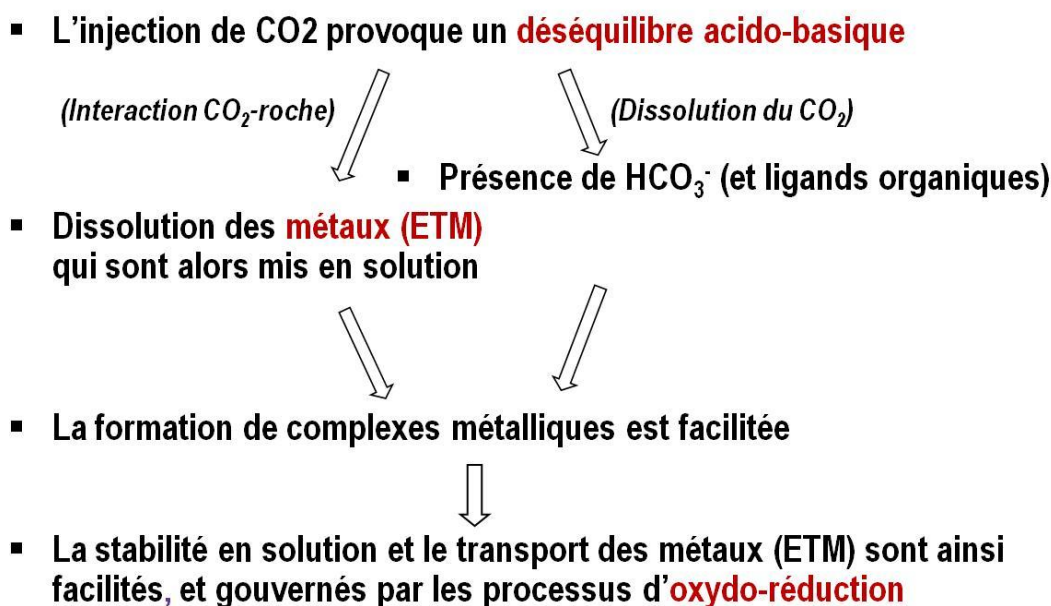 ▪ L'injection de CO2 provoque un déséquilibre acido-basique
(Interaction CO₂-roche)
(Dissolution du CO₂)
▪ Présence de HCO₃⁻ (et ligands organiques)
▪ Dissolution des métaux (ETM)
qui sont alors mis en solution
▪ La formation de complexes métalliques est facilitée
▪ La stabilité en solution et le transport des métaux (ETM) sont ainsi
facilités, et gouvernés par les processus d'oxydo-réduction